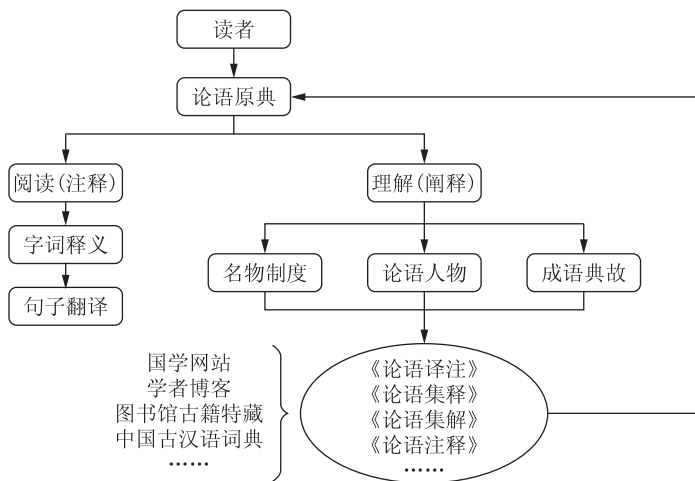 读者
论语原典
阅读(注释)
理解(阐释)
字词释义
名物制度
论语人物
成语典故
句子翻译
国学网站
学者博客
图书馆古籍特藏
中国古汉语词典
……
《论语译注》
《论语集释》
《论语集解》
《论语注释》
……